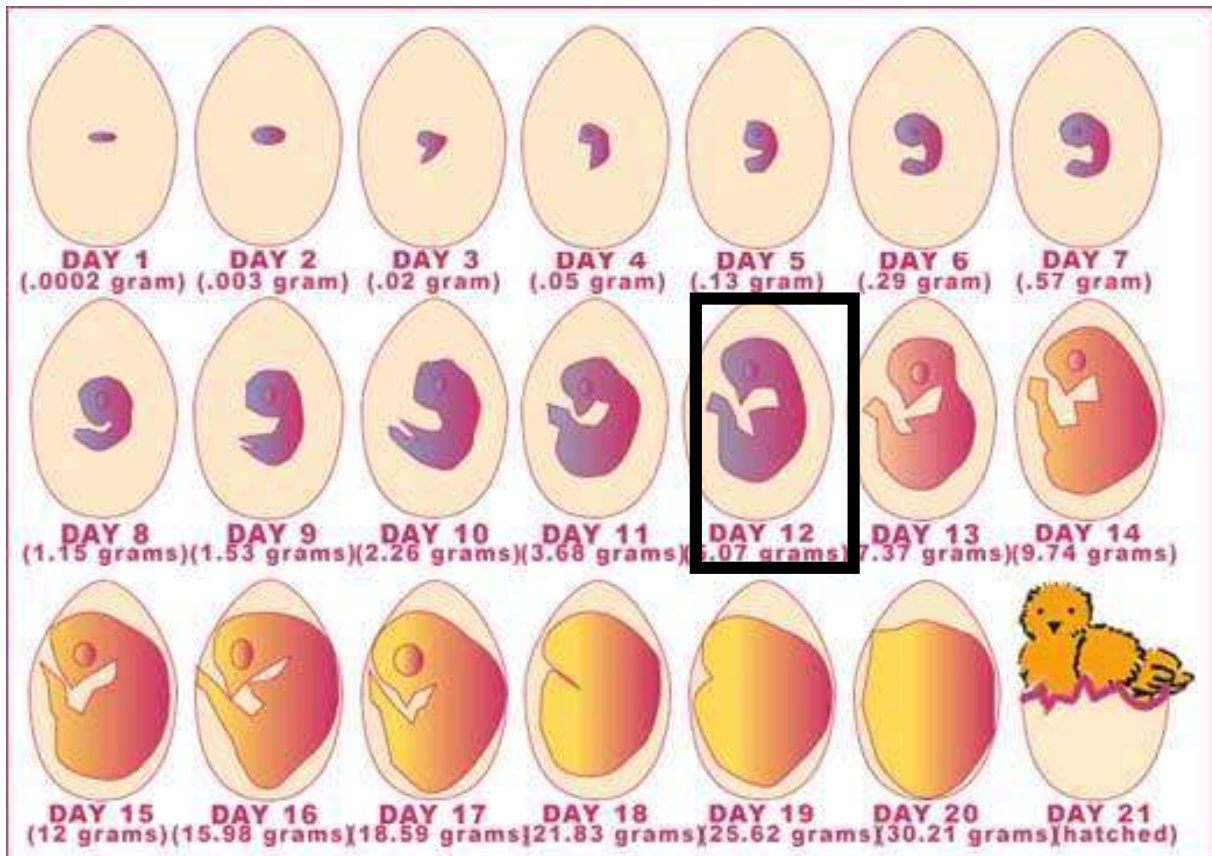 DAY 1 DAY 2 DAY 3 DAY 4 DAY 5 DAY 6 DAY 7
(.0002 gram) (.003 gram) (.02 gram) (.05 gram) (.13 gram) (.29 gram) (.57 gram)
DAY 8 DAY 9 DAY 10 DAY 11 DAY 12 DAY 13 DAY 14
(1.15 grams) (1.53 grams) (2.26 grams) (3.68 grams) grams) 7.37 grams) (9.74 grams)
DAY 15 DAY 16 DAY 17 DAY 18 DAY 19 DAY 20 DAY 21
(12 grams) (15.98 grams) (18.59 grams) (21.83 grams) (25.62 grams) (30.21 grams) (hatched)